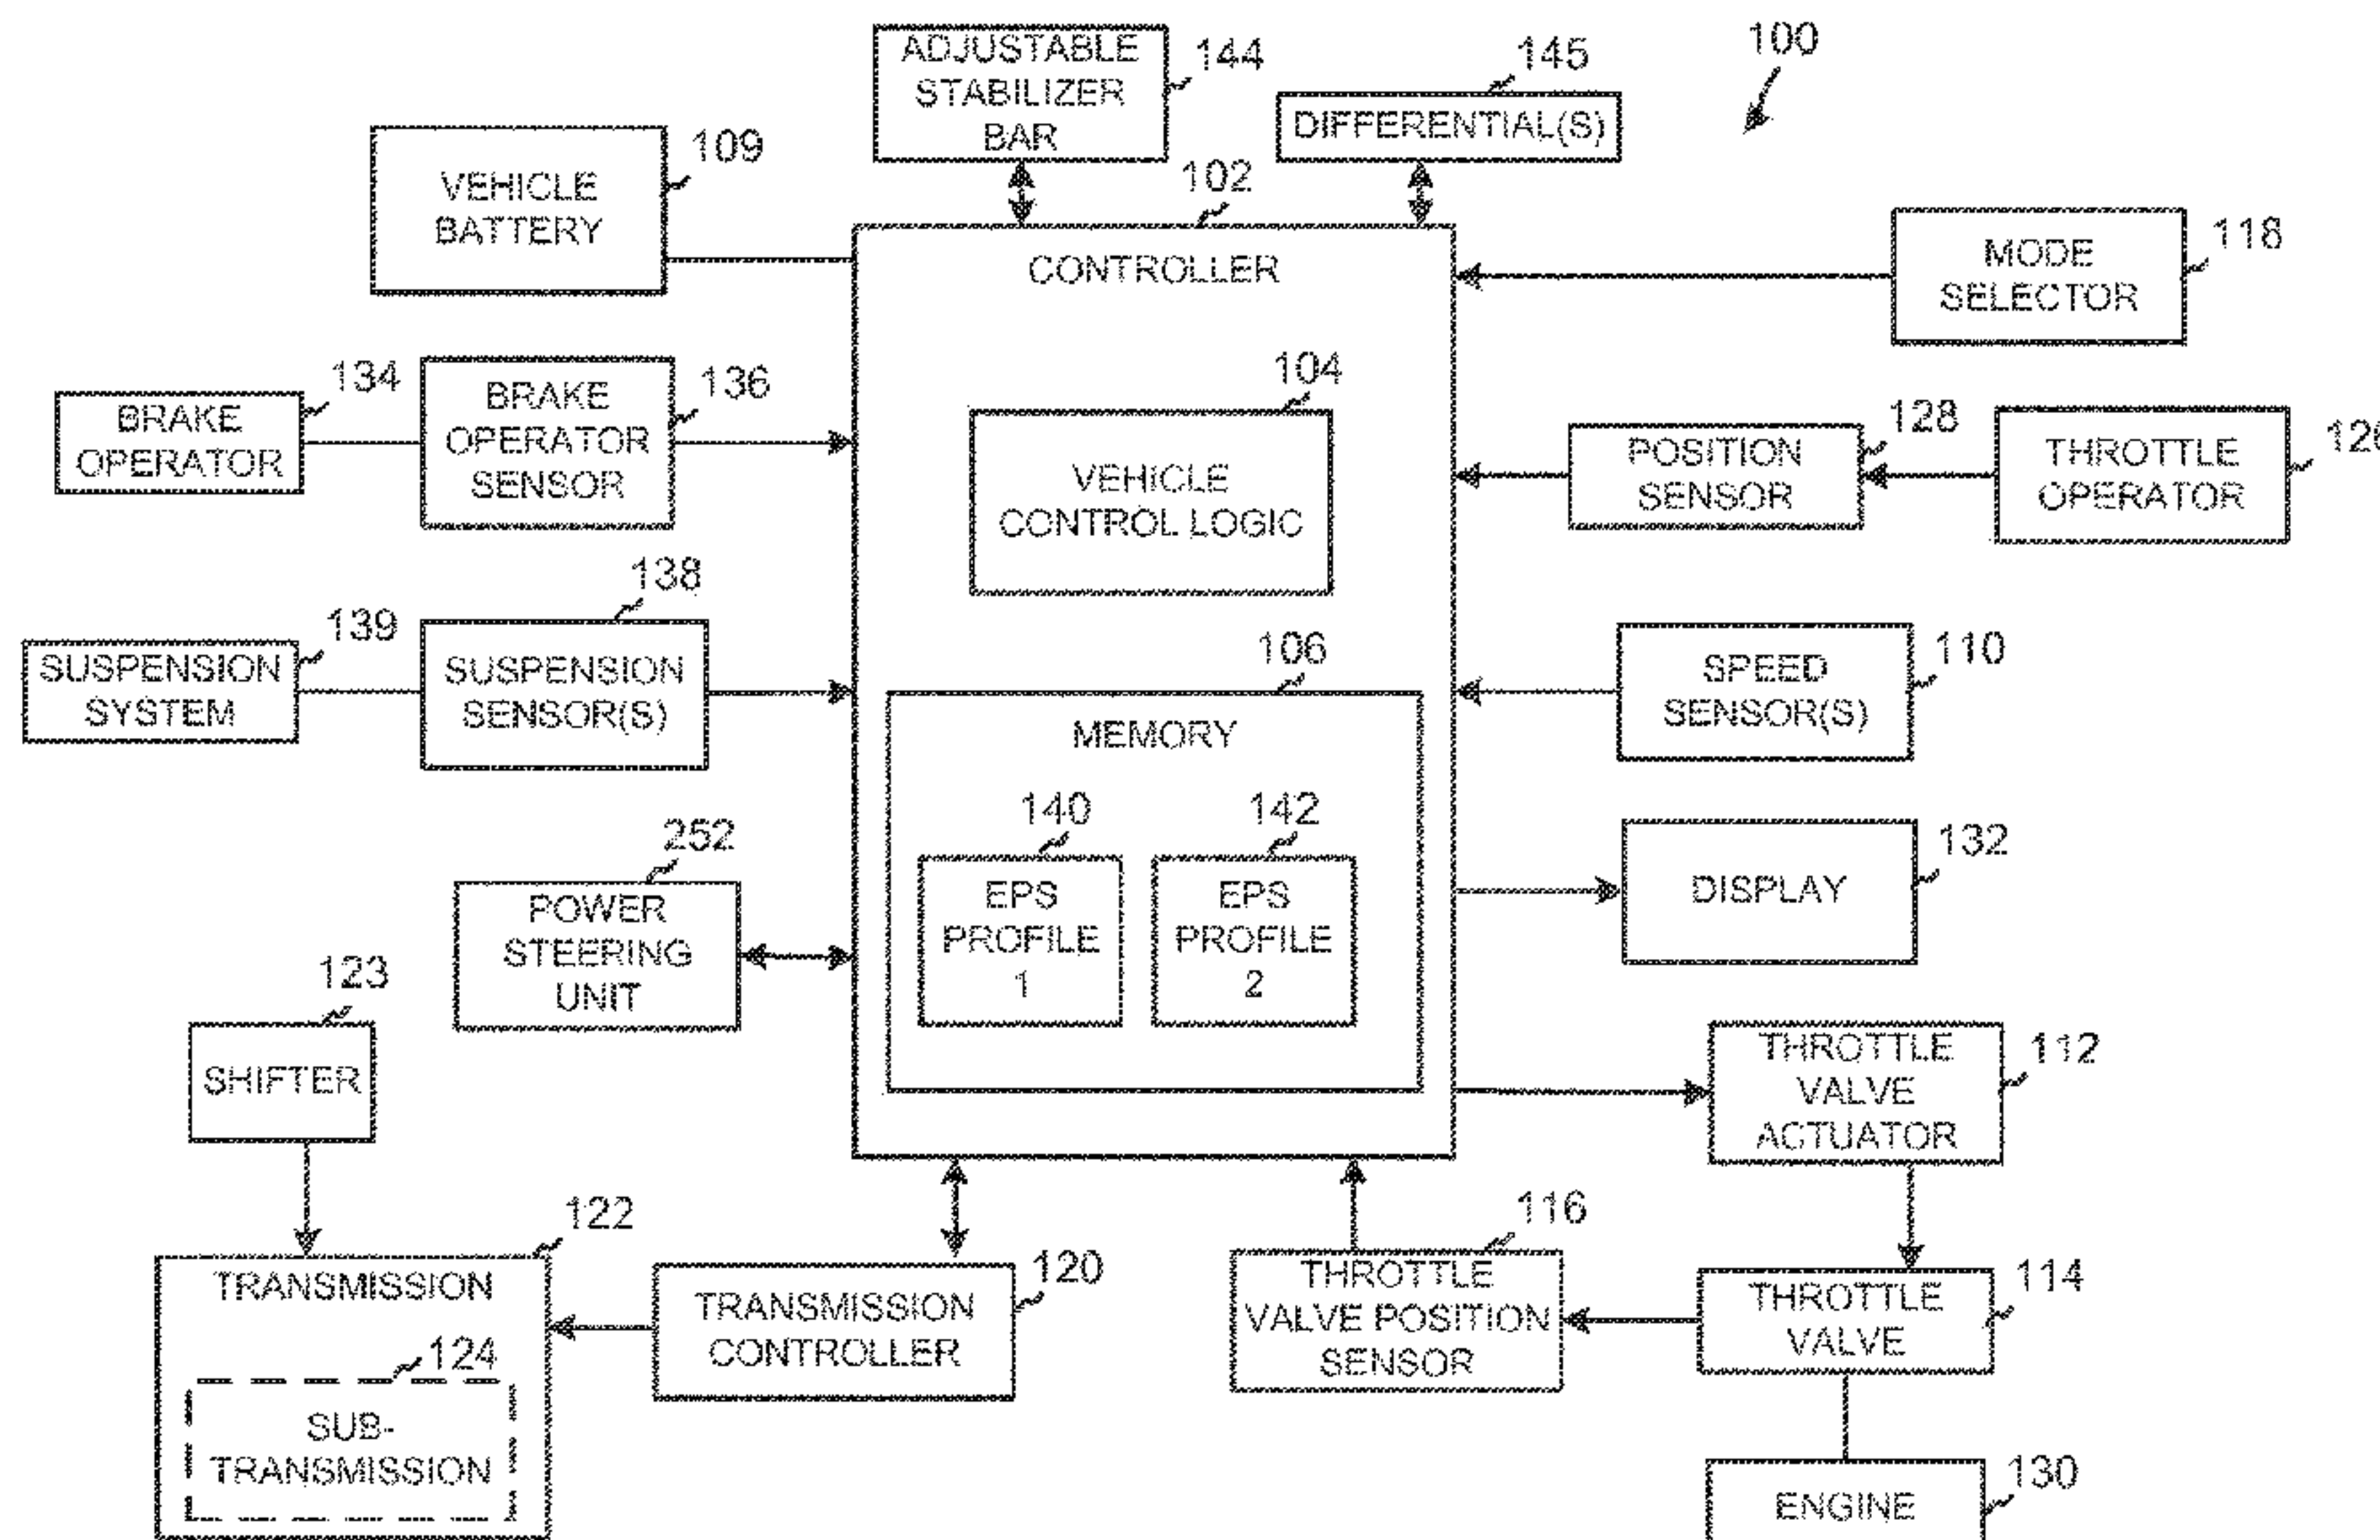 100
ADJUSTABLE
STABILIZER
BAR
144
145
DIFFERENTIAL(S)
109
VEHICLE
BATTERY
102
CONTROLLER
MODE
SELECTOR
118
134
BRAKE
OPERATOR
BRAKE
OPERATOR
SENSOR
136
104
VEHICLE
CONTROL LOGIC
128
POSITION
SENSOR
THROTTLE
OPERATOR
139
SUSPENSION
SYSTEM
138
SUSPENSION
SENSOR(S)
106
MEMORY
SPEED
SENSOR(S)
110
140
EPS
PROFILE
1
142
EPS
PROFILE
2
252
POWER
STEERING
UNIT
DISPLAY
132
123
SHIFTER
THROTTLE
VALVE
ACTUATOR
112
122
TRANSMISSION
124
SUB-
TRANSMISSION
120
TRANSMISSION
CONTROLLER
116
THROTTLE
VALVE POSITION
SENSOR
THROTTLE
VALVE
114
ENGINE
130